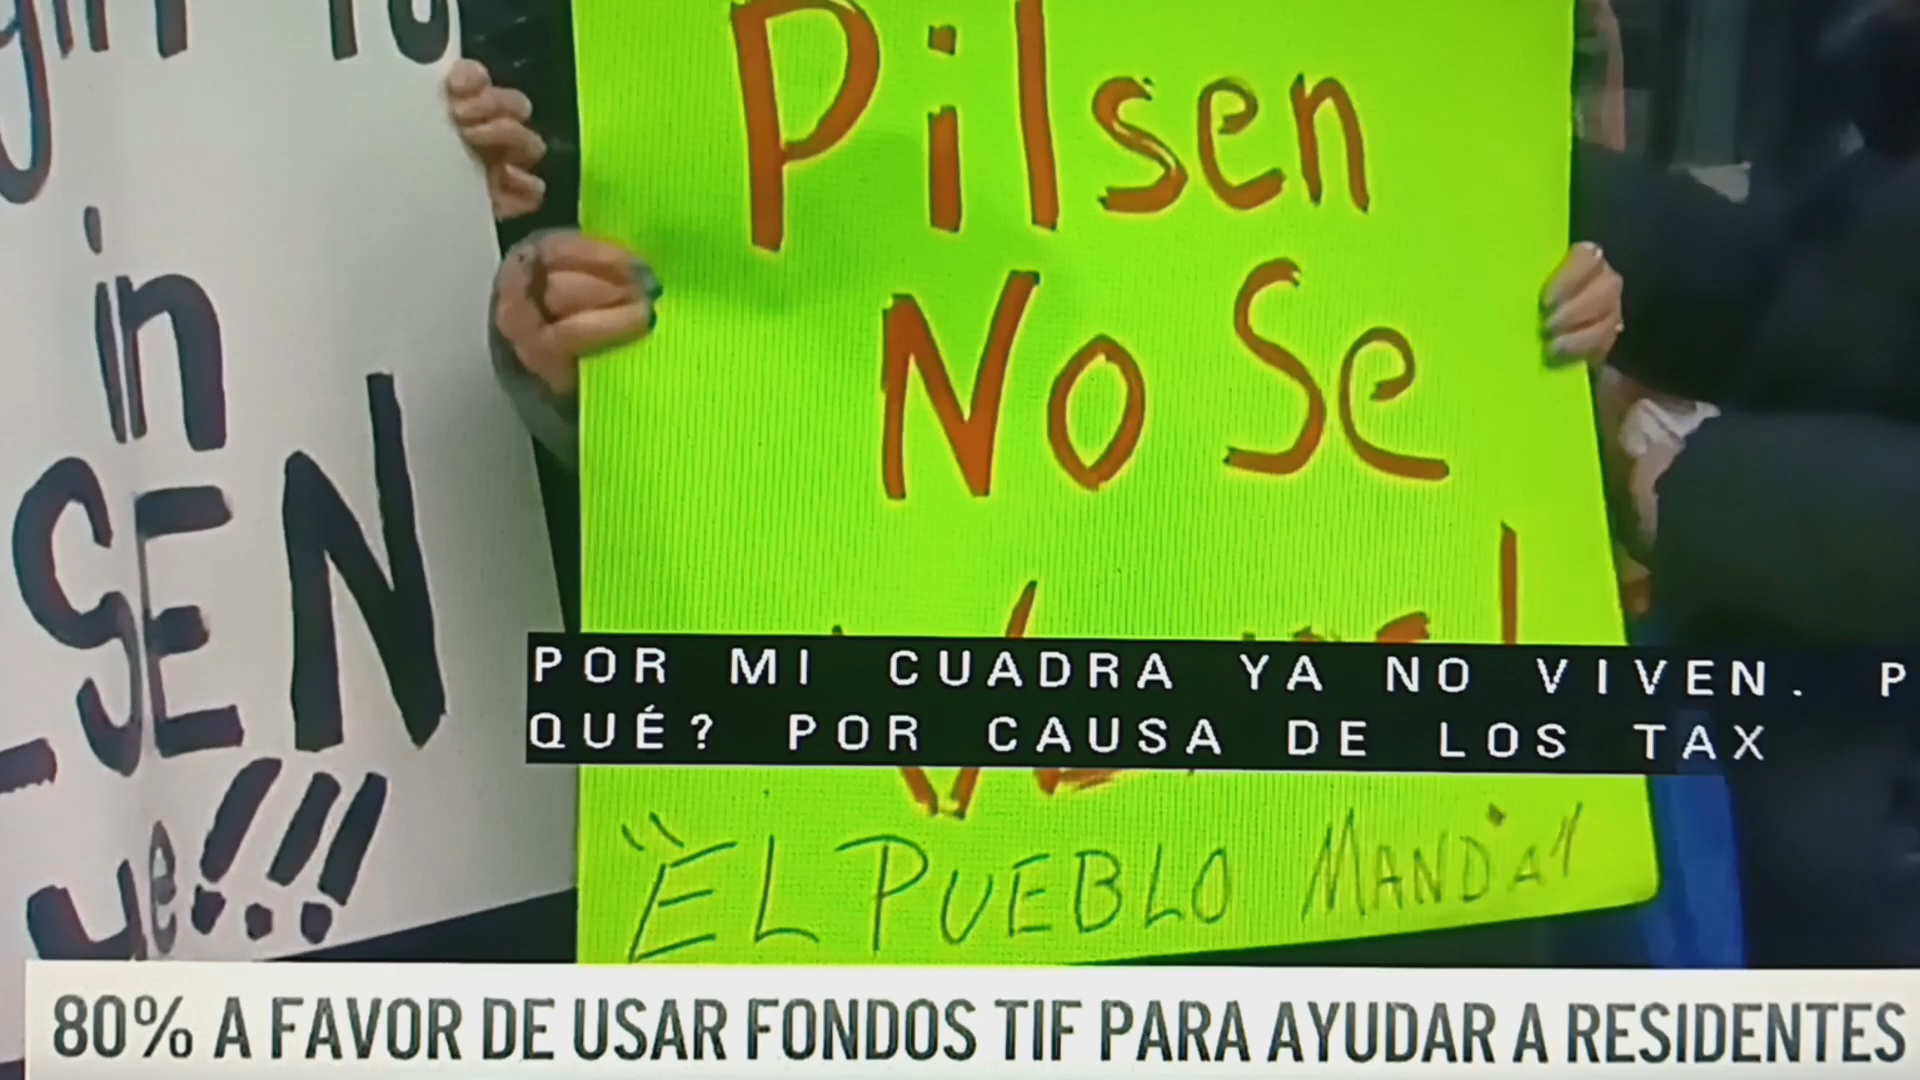 in
SEN
ye!!!
Pilsen
No Se
POR MI CUADRA YA NO VIVEN. P
QUÉ? POR CAUSA DE LOS TAX
"EL PUEBLO MANDA"
80% A FAVOR DE USAR FONDOS TIF PARA AYUDAR A RESIDENTES